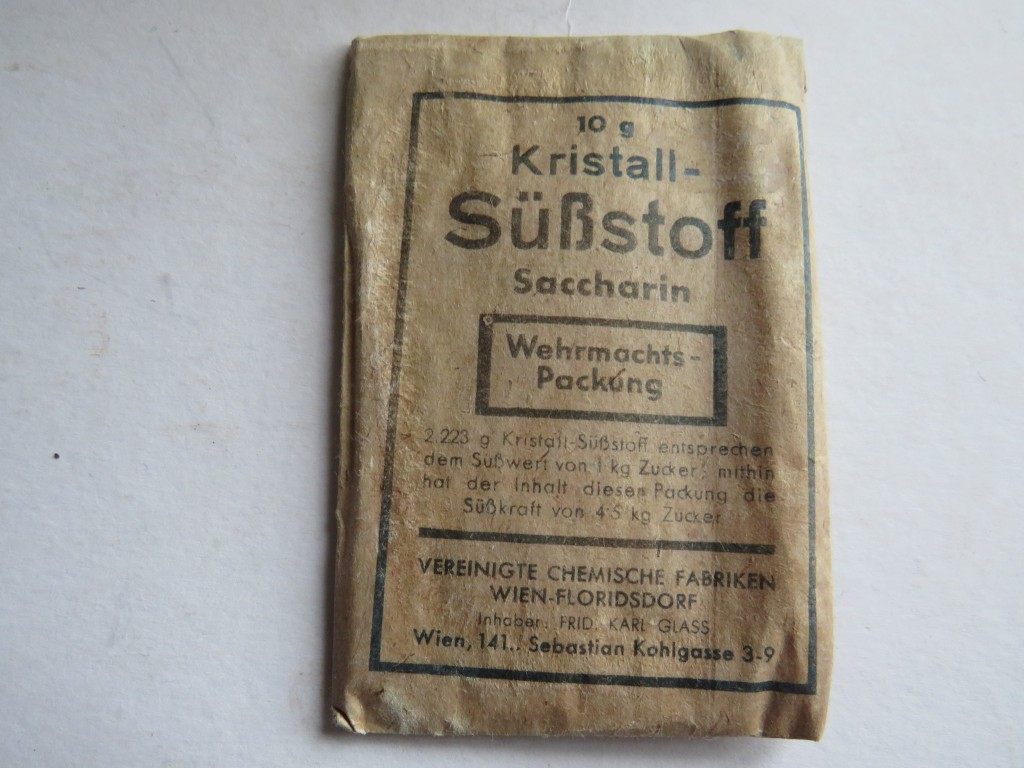 10 g
Kristall-
Süßstoff
Saccharin
Wehrmachts-
Packung
2.223 g Kristall-Süßstoff entsprechen
dem Süßwert von 1 kg Zucker; mithin
hat der Inhalt dieser Packung die
Süßkraft von 4·5 kg Zucker
VEREINIGTE CHEMISCHE FABRIKEN
WIEN-FLORIDSDORF
Inhaber: FRID. KARL GLASS
Wien, 141., Sebastian Kohlgasse 3-9